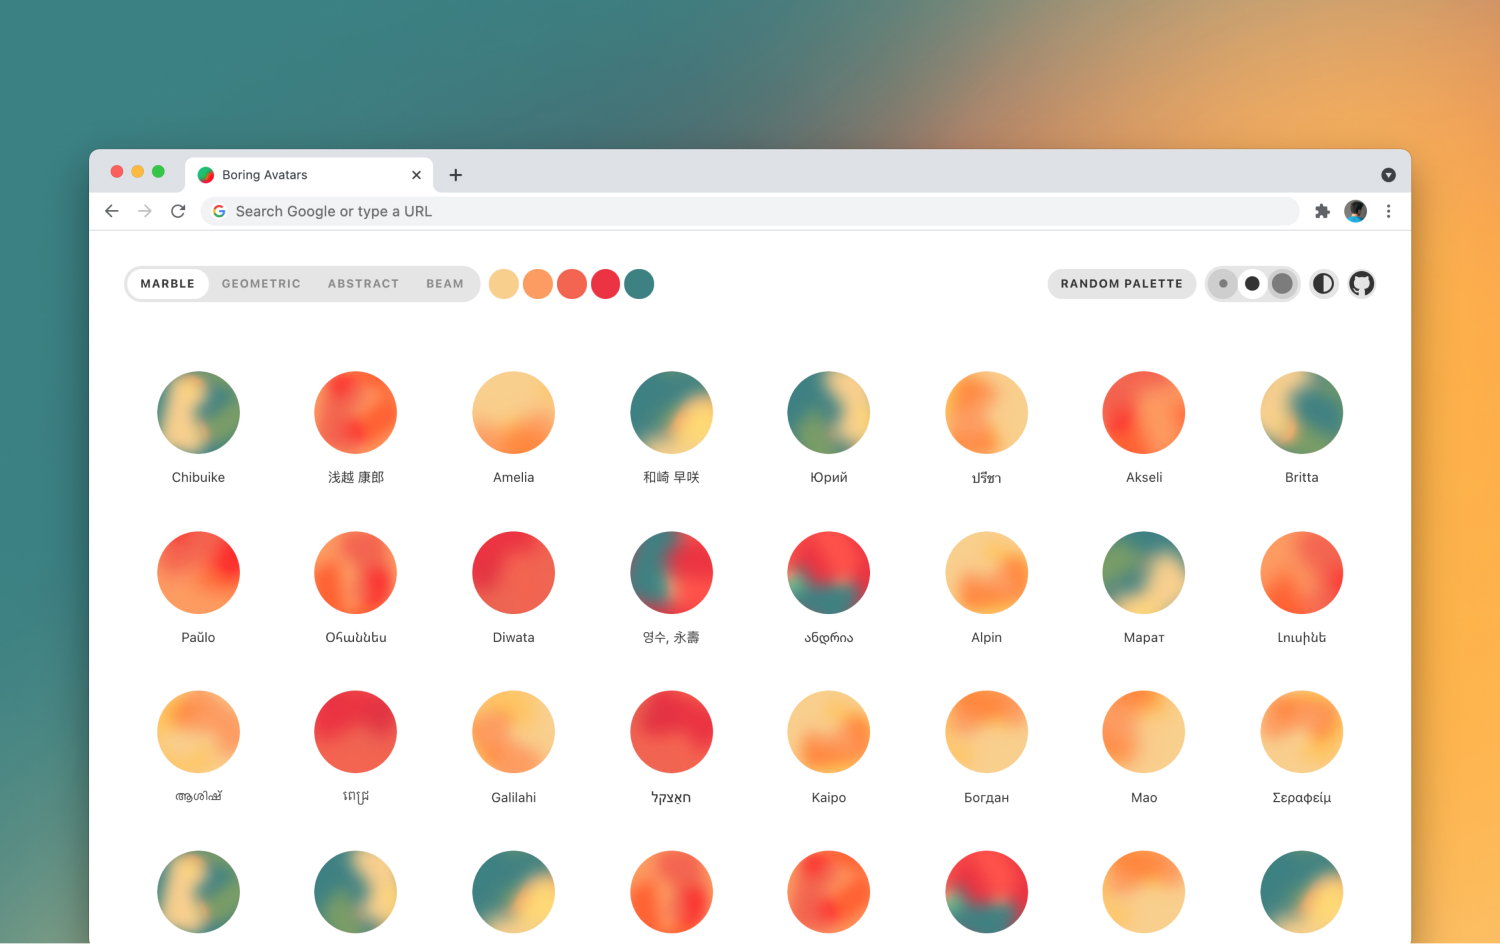 Boring Avatars
Search Google or type a URL
MARBLE GEOMETRIC ABSTRACT BEAM
RANDOM PALETTE
Chibuike
浅越 康郎
Amelia
和崎 早咲
Юрий
ปรีชา
Akseli
Britta
Paŭlo
Օհաննես
Diwata
영수, 永壽
ანდრია
Alpin
Марат
Լուսինե
ആശിഷ്
ពេជ្រ
Galilahi
חאַצקל
Kaipo
Богдан
Mao
Σεραφείμ